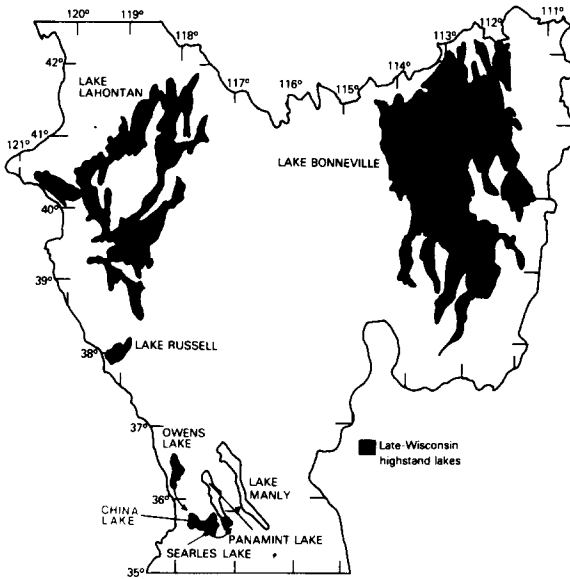 120° 119° 118° 117° 116° 115° 114° 113° 112° 111°
42°
LAKE
LAHONTAN
41°
121°
LAKE BONNEVILLE
40°
39°
38°
LAKE RUSSELL
37°
OWENS
LAKE
Late-Wisconsin
highstand lakes
LAKE
MANLY
36°
CHINA
LAKE
PANAMINT LAKE
SEARLES LAKE
35°